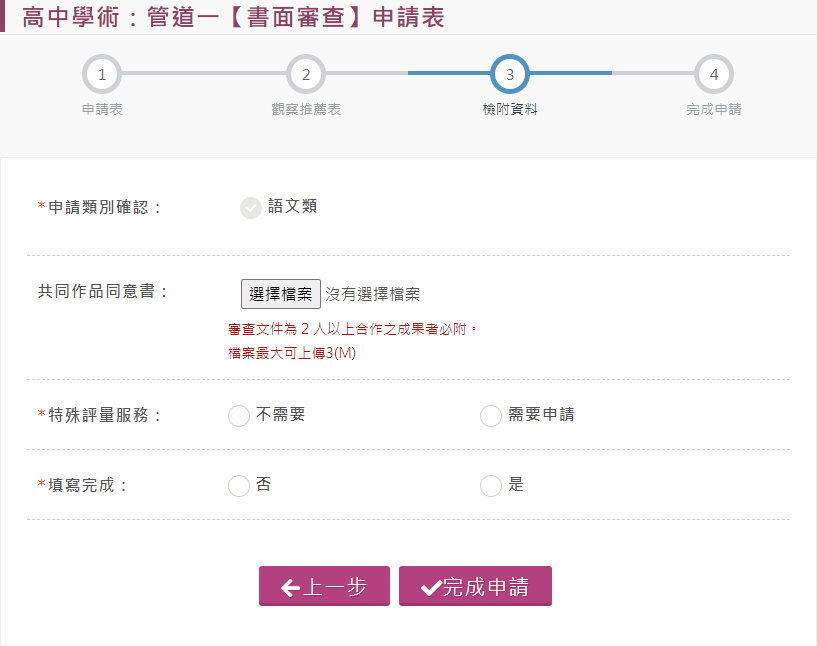 高中學術：管道一【書面審查】申請表
1 2 3 4
申請表 觀察推薦表 檢附資料 完成申請
*申請類別確認： 語文類
共同作品同意書： 選擇檔案 沒有選擇檔案
審查文件為 2 人以上合作之成果者必附。
檔案最大可上傳3(M)
*特殊評量服務： 不需要 需要申請
*填寫完成： 否 是
上一步 完成申請